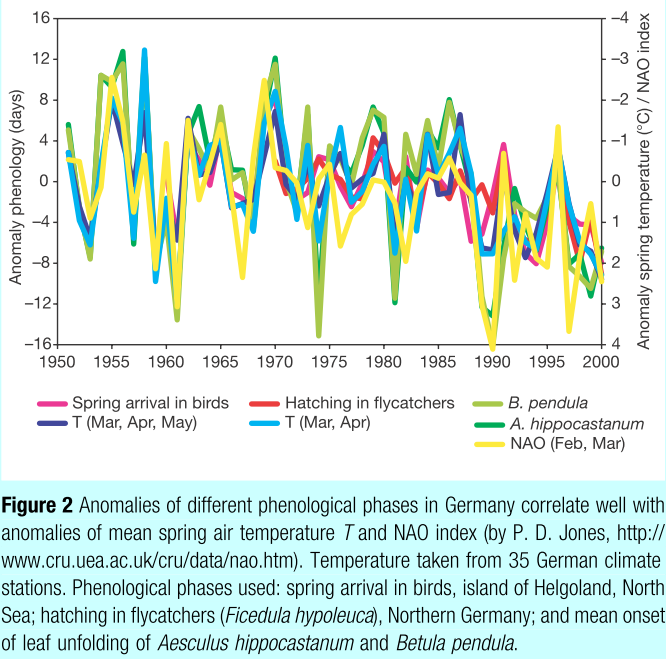 16
12
8
4
0
–4
–8
–12
–16
Anomaly phenology (days)
–4
–3
–2
–1
0
1
2
3
4
Anomaly spring temperature (°C) / NAO index
1950 1955 1960 1965 1970 1975 1980 1985 1990 1995 2000
Spring arrival in birds Hatching in flycatchers B. pendula
T (Mar, Apr, May) T (Mar, Apr) A. hippocastanum
NAO (Feb, Mar)
Figure 2 Anomalies of different phenological phases in Germany correlate well with
anomalies of mean spring air temperature T and NAO index (by P. D. Jones, http://
www.cru.uea.ac.uk/cru/data/nao.htm). Temperature taken from 35 German climate
stations. Phenological phases used: spring arrival in birds, island of Helgoland, North
Sea; hatching in flycatchers (Ficedula hypoleuca), Northern Germany; and mean onset
of leaf unfolding of Aesculus hippocastanum and Betula pendula.